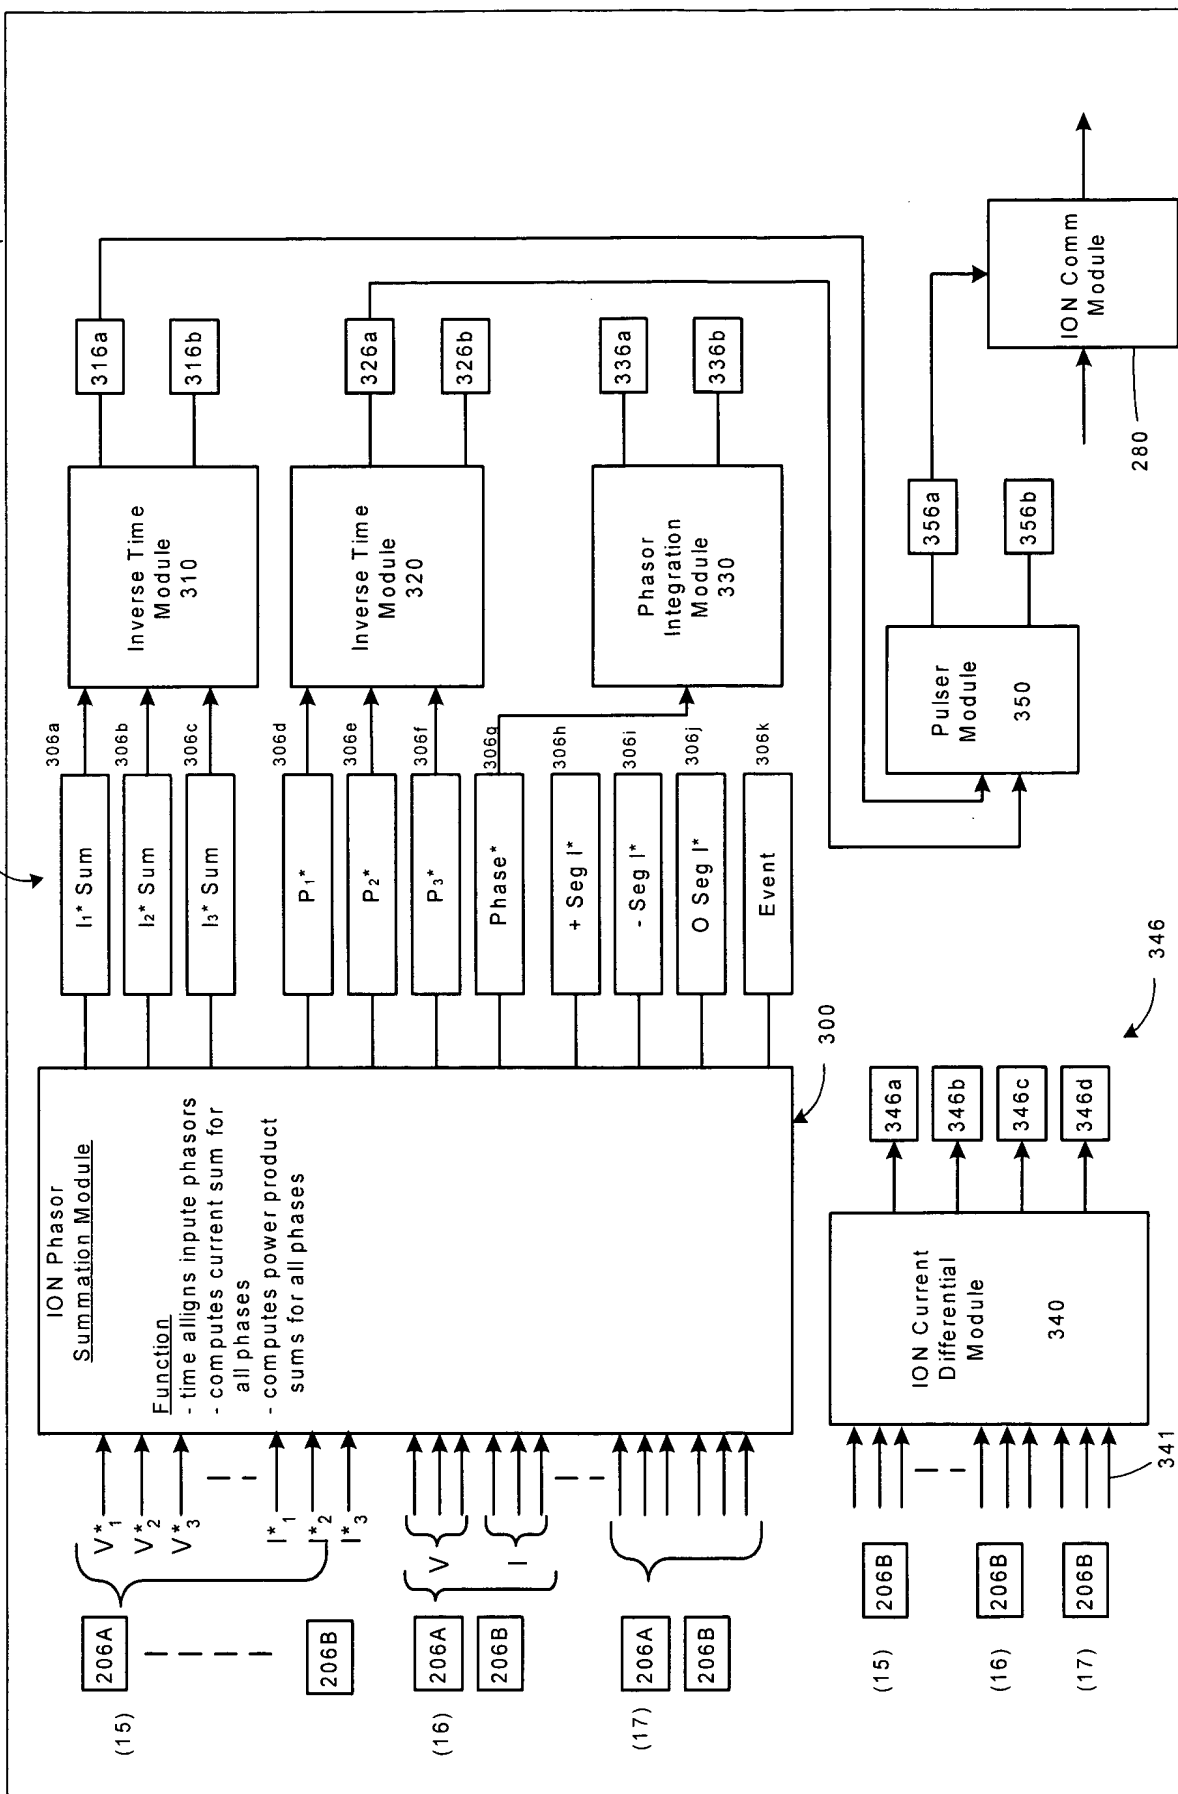 (15)
206A
206B
V*1
V*2
V*3
I*1
I*2
I*3
(16)
206A
206B
V
I
(17)
206A
206B
ION Phasor
Summation Module
Function
- time alligns inpute phasors
- computes current sum for
all phases
- computes power product
sums for all phases
300
I1* Sum
306a
I2* Sum
306b
I3* Sum
306c
P1*
306d
P2*
306e
P3*
306f
Phase*
306g
+ Seg I*
306h
- Seg I*
306i
O Seg I*
306j
Event
306k
Inverse Time
Module
310
316a
316b
Inverse Time
Module
320
326a
326b
Phasor
Integration
Module
330
336a
336b
(15)
206B
(16)
206B
(17)
206B
341
ION Current
Differential
Module
340
346a
346b
346c
346d
346
Pulser
Module
350
356a
356b
ION Comm
Module
280